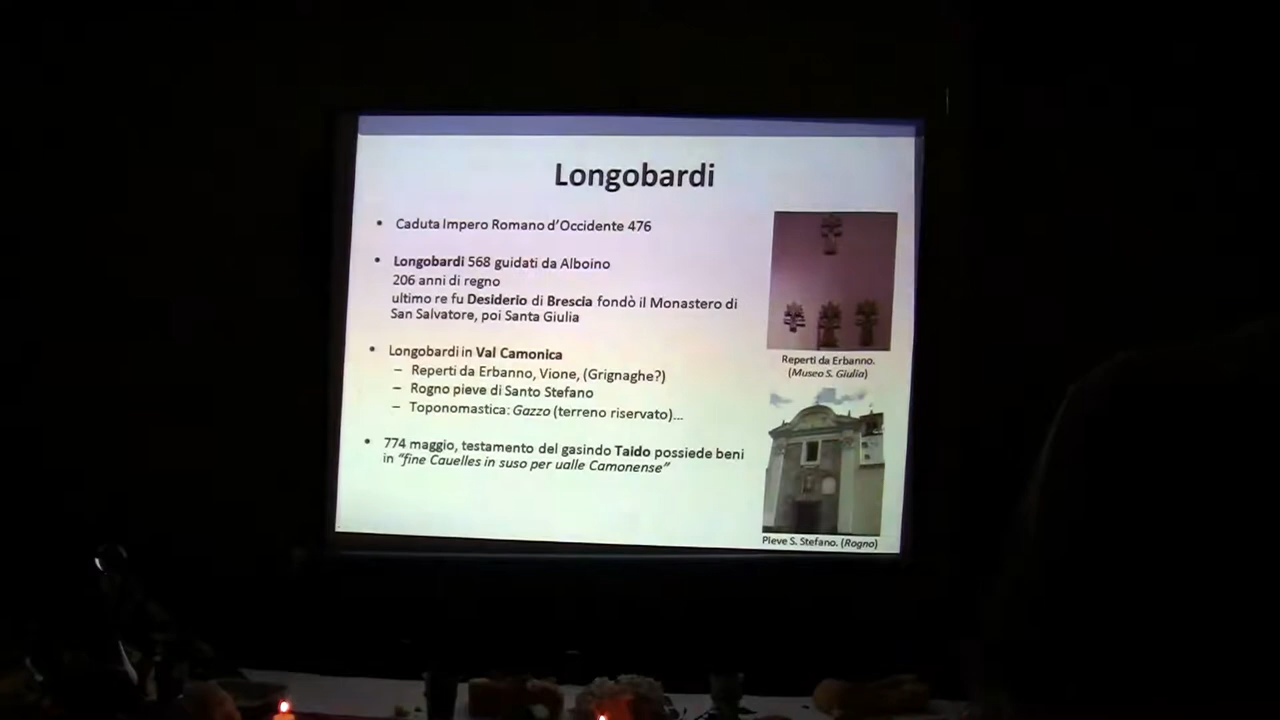 Longobardi
• Caduta Impero Romano d'Occidente 476
• Longobardi 568 guidati da Alboino
206 anni di regno
ultimo re fu Desiderio di Brescia fondò il Monastero di
San Salvatore, poi Santa Giulia
• Longobardi in Val Camonica
– Reperti da Erbanno, Vione, (Grignaghe?)
– Rogno pieve di Santo Stefano
– Toponomastica: Gazzo (terreno riservato)...
• 774 maggio, testamento del gasindo Taido possiede beni
in "fine Cauelles in suso per ualle Camonense"
Reperti da Erbanno.
(Museo S. Giulia)
Pieve S. Stefano. (Rogno)